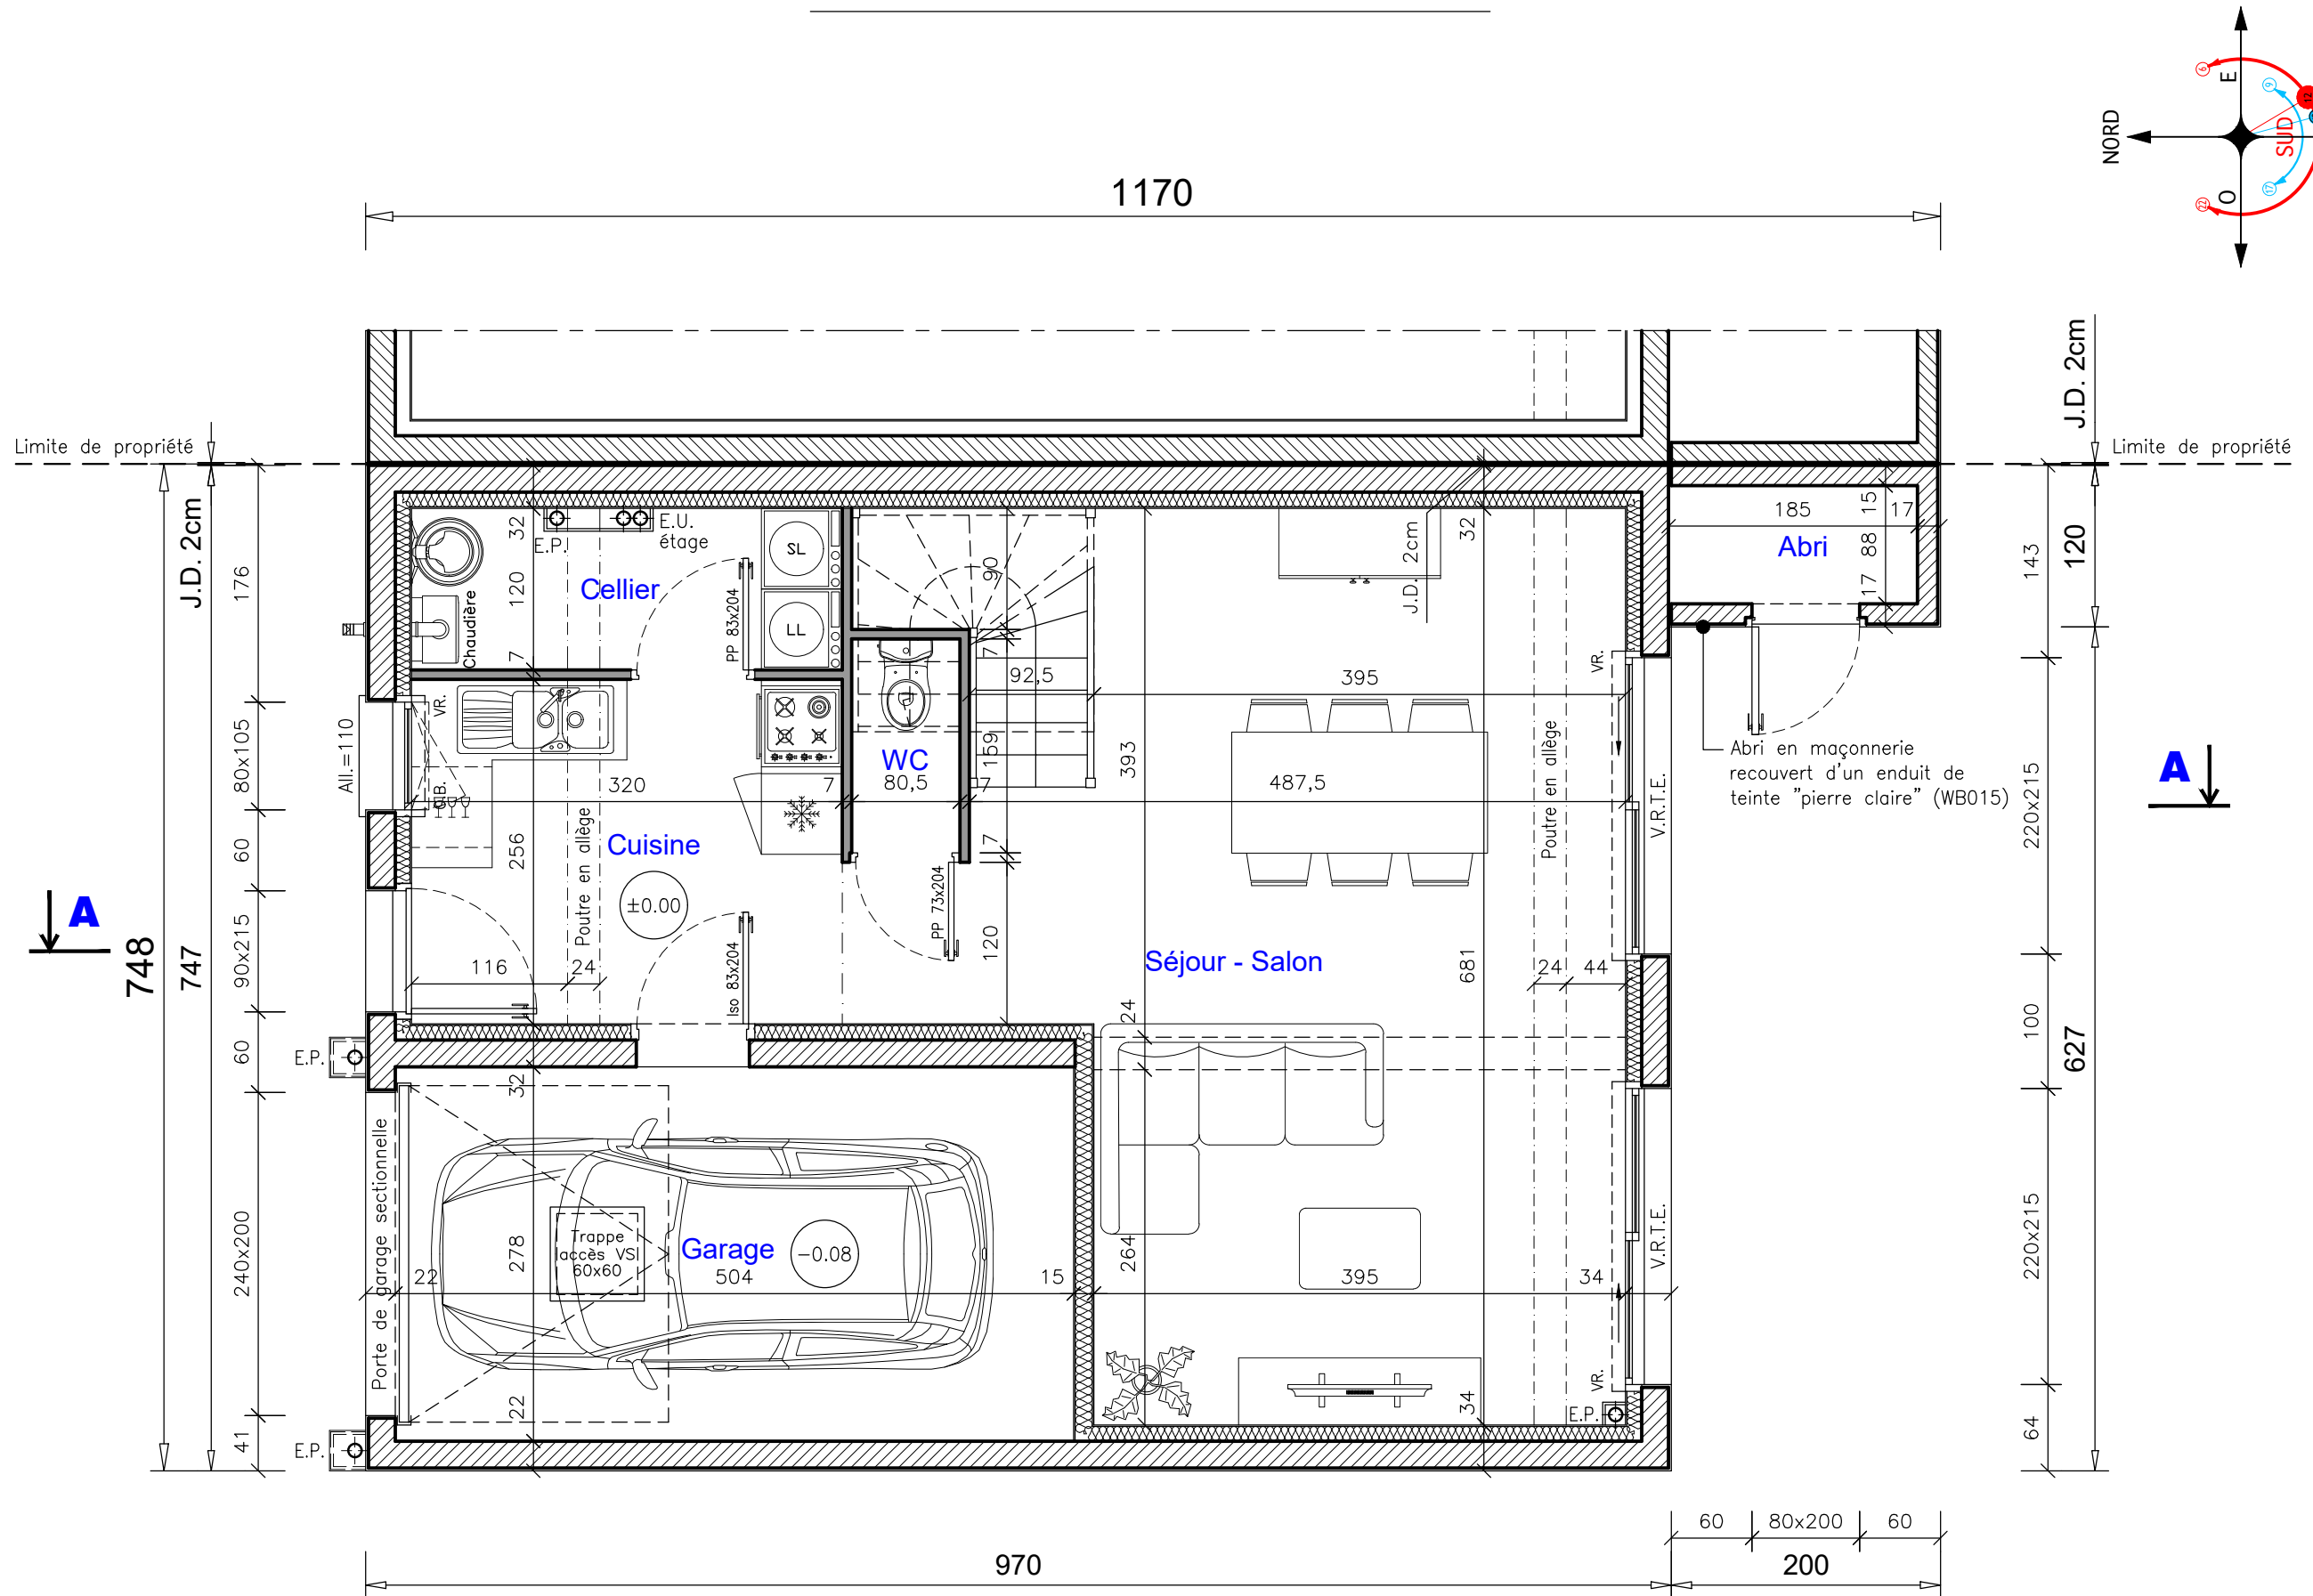 1170
NORD
E
SUD
O
6
9
12
17
22
J.D. 2cm
Limite de propriété
Limite de propriété
748
747
J.D. 2cm
176
80x105
60
90x215
60
240x200
41
All.=110
E.P.
E.P.
E.P.
E.U.
étage
32
120
7
Cellier
Chaudière
PP 83x204
SL
LL
90
7
92,5
159
7
120
WC
80,5
7
7
320
VR.
Cuisine
256
±0.00
Poutre en allège
116
24
Iso 83x204
PP 73x204
J.D. 2cm
32
395
393
487,5
Poutre en allège
VR.
V.R.T.E.
Séjour - Salon
681
24
44
24
264
395
34
34
VR.
E.P.
V.R.T.E.
Porte de garage sectionnelle
32
278
22
22
Trappe
accès VS
60x60
Garage
-0.08
504
15
185
15
17
Abri
88
17
Abri en maçonnerie
recouvert d'un enduit de
teinte "pierre claire" (WB015)
A
A
143
220x215
100
220x215
64
120
627
60
80x200
60
970
200